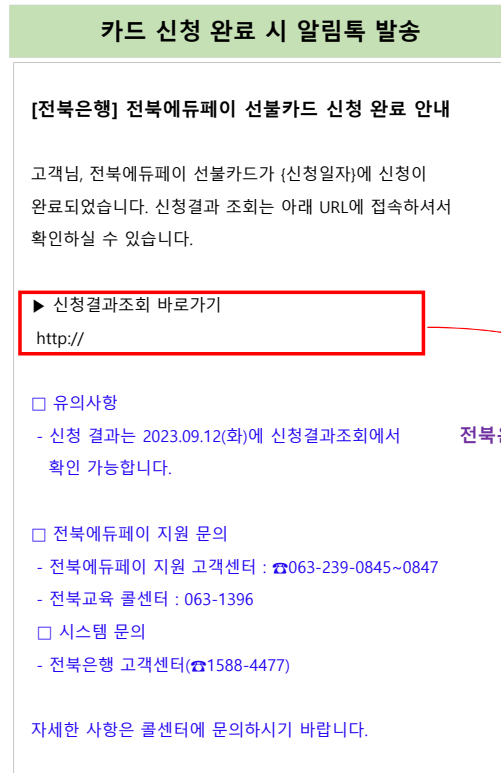 카드 신청 완료 시 알림톡 발송
[전북은행] 전북에듀페이 선불카드 신청 완료 안내
고객님, 전북에듀페이 선불카드가 {신청일자}에 신청이
완료되었습니다. 신청결과 조회는 아래 URL에 접속하셔서
확인하실 수 있습니다.
▶ 신청결과조회 바로가기
http://
□ 유의사항
- 신청 결과는 2023.09.12(화)에 신청결과조회에서
확인 가능합니다.
전북
□ 전북에듀페이 지원 문의
- 전북에듀페이 지원 고객센터 : ☎063-239-0845~0847
- 전북교육 콜센터 : 063-1396
□ 시스템 문의
- 전북은행 고객센터(☎1588-4477)
자세한 사항은 콜센터에 문의하시기 바랍니다.